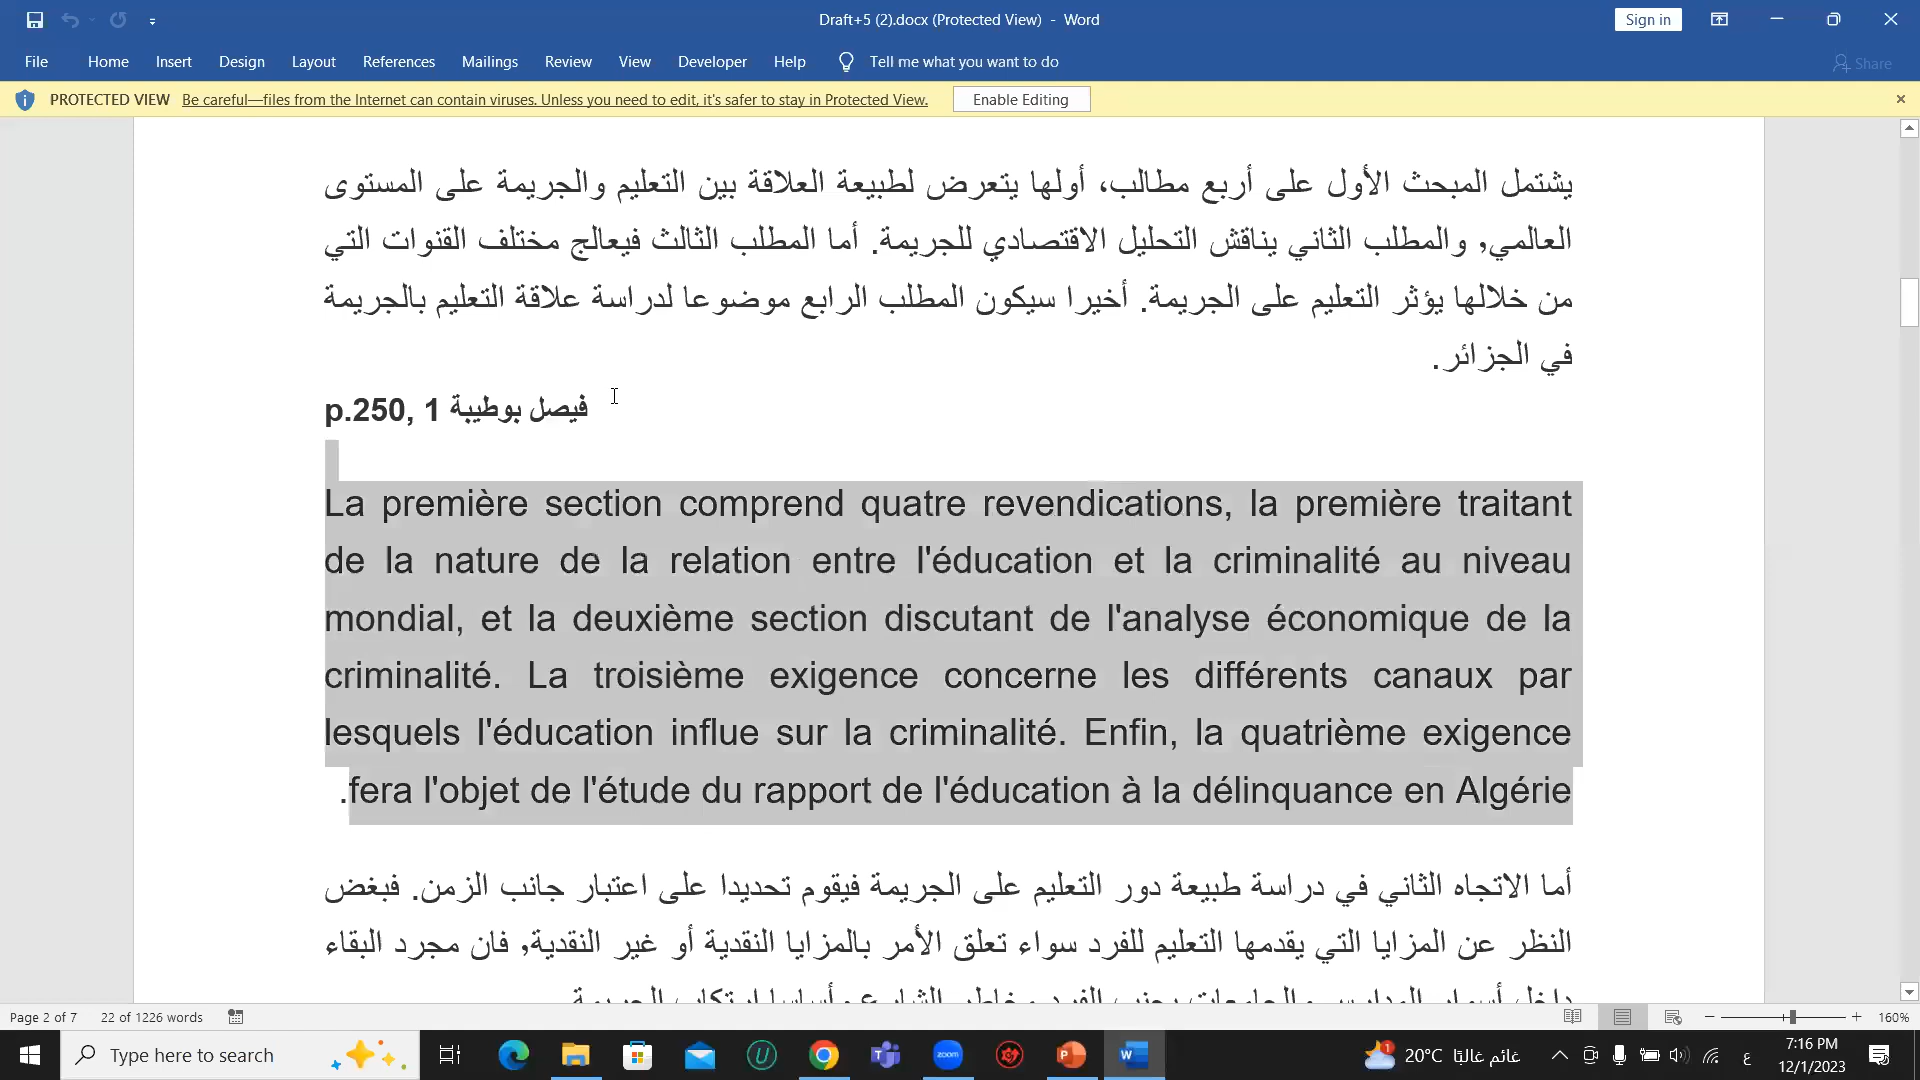 Draft+5 (2).docx (Protected View) - Word
Sign in
File Home Insert Design Layout References Mailings Review View Developer Help Tell me what you want to do
Share
PROTECTED VIEW Be careful—files from the Internet can contain viruses. Unless you need to edit, it's safer to stay in Protected View. Enable Editing
يشتمل المبحث الأول على أربع مطالب، أولها يتعرض لطبيعة العلاقة بين التعليم والجريمة على المستوى
العالمي, والمطلب الثاني يناقش التحليل الاقتصادي للجريمة. أما المطلب الثالث فيعالج مختلف القنوات التي
من خلالها يؤثر التعليم على الجريمة. أخيرا سيكون المطلب الرابع موضوعا لدراسة علاقة التعليم بالجريمة
في الجزائر.
p.250, 1 فيصل بوطيبة
La première section comprend quatre revendications, la première traitant
de la nature de la relation entre l'éducation et la criminalité au niveau
mondial, et la deuxième section discutant de l'analyse économique de la
criminalité. La troisième exigence concerne les différents canaux par
lesquels l'éducation influe sur la criminalité. Enfin, la quatrième exigence
.fera l'objet de l'étude du rapport de l'éducation à la délinquance en Algérie
أما الاتجاه الثاني في دراسة طبيعة دور التعليم على الجريمة فيقوم تحديدا على اعتبار جانب الزمن. فبغض
النظر عن المزايا التي يقدمها التعليم للفرد سواء تعلق الأمر بالمزايا النقدية أو غير النقدية, فان مجرد البقاء
Page 2 of 7 22 of 1226 words
160%
Type here to search
zoom
20°C غائم غالبًا
ع
7:16 PM
12/1/2023